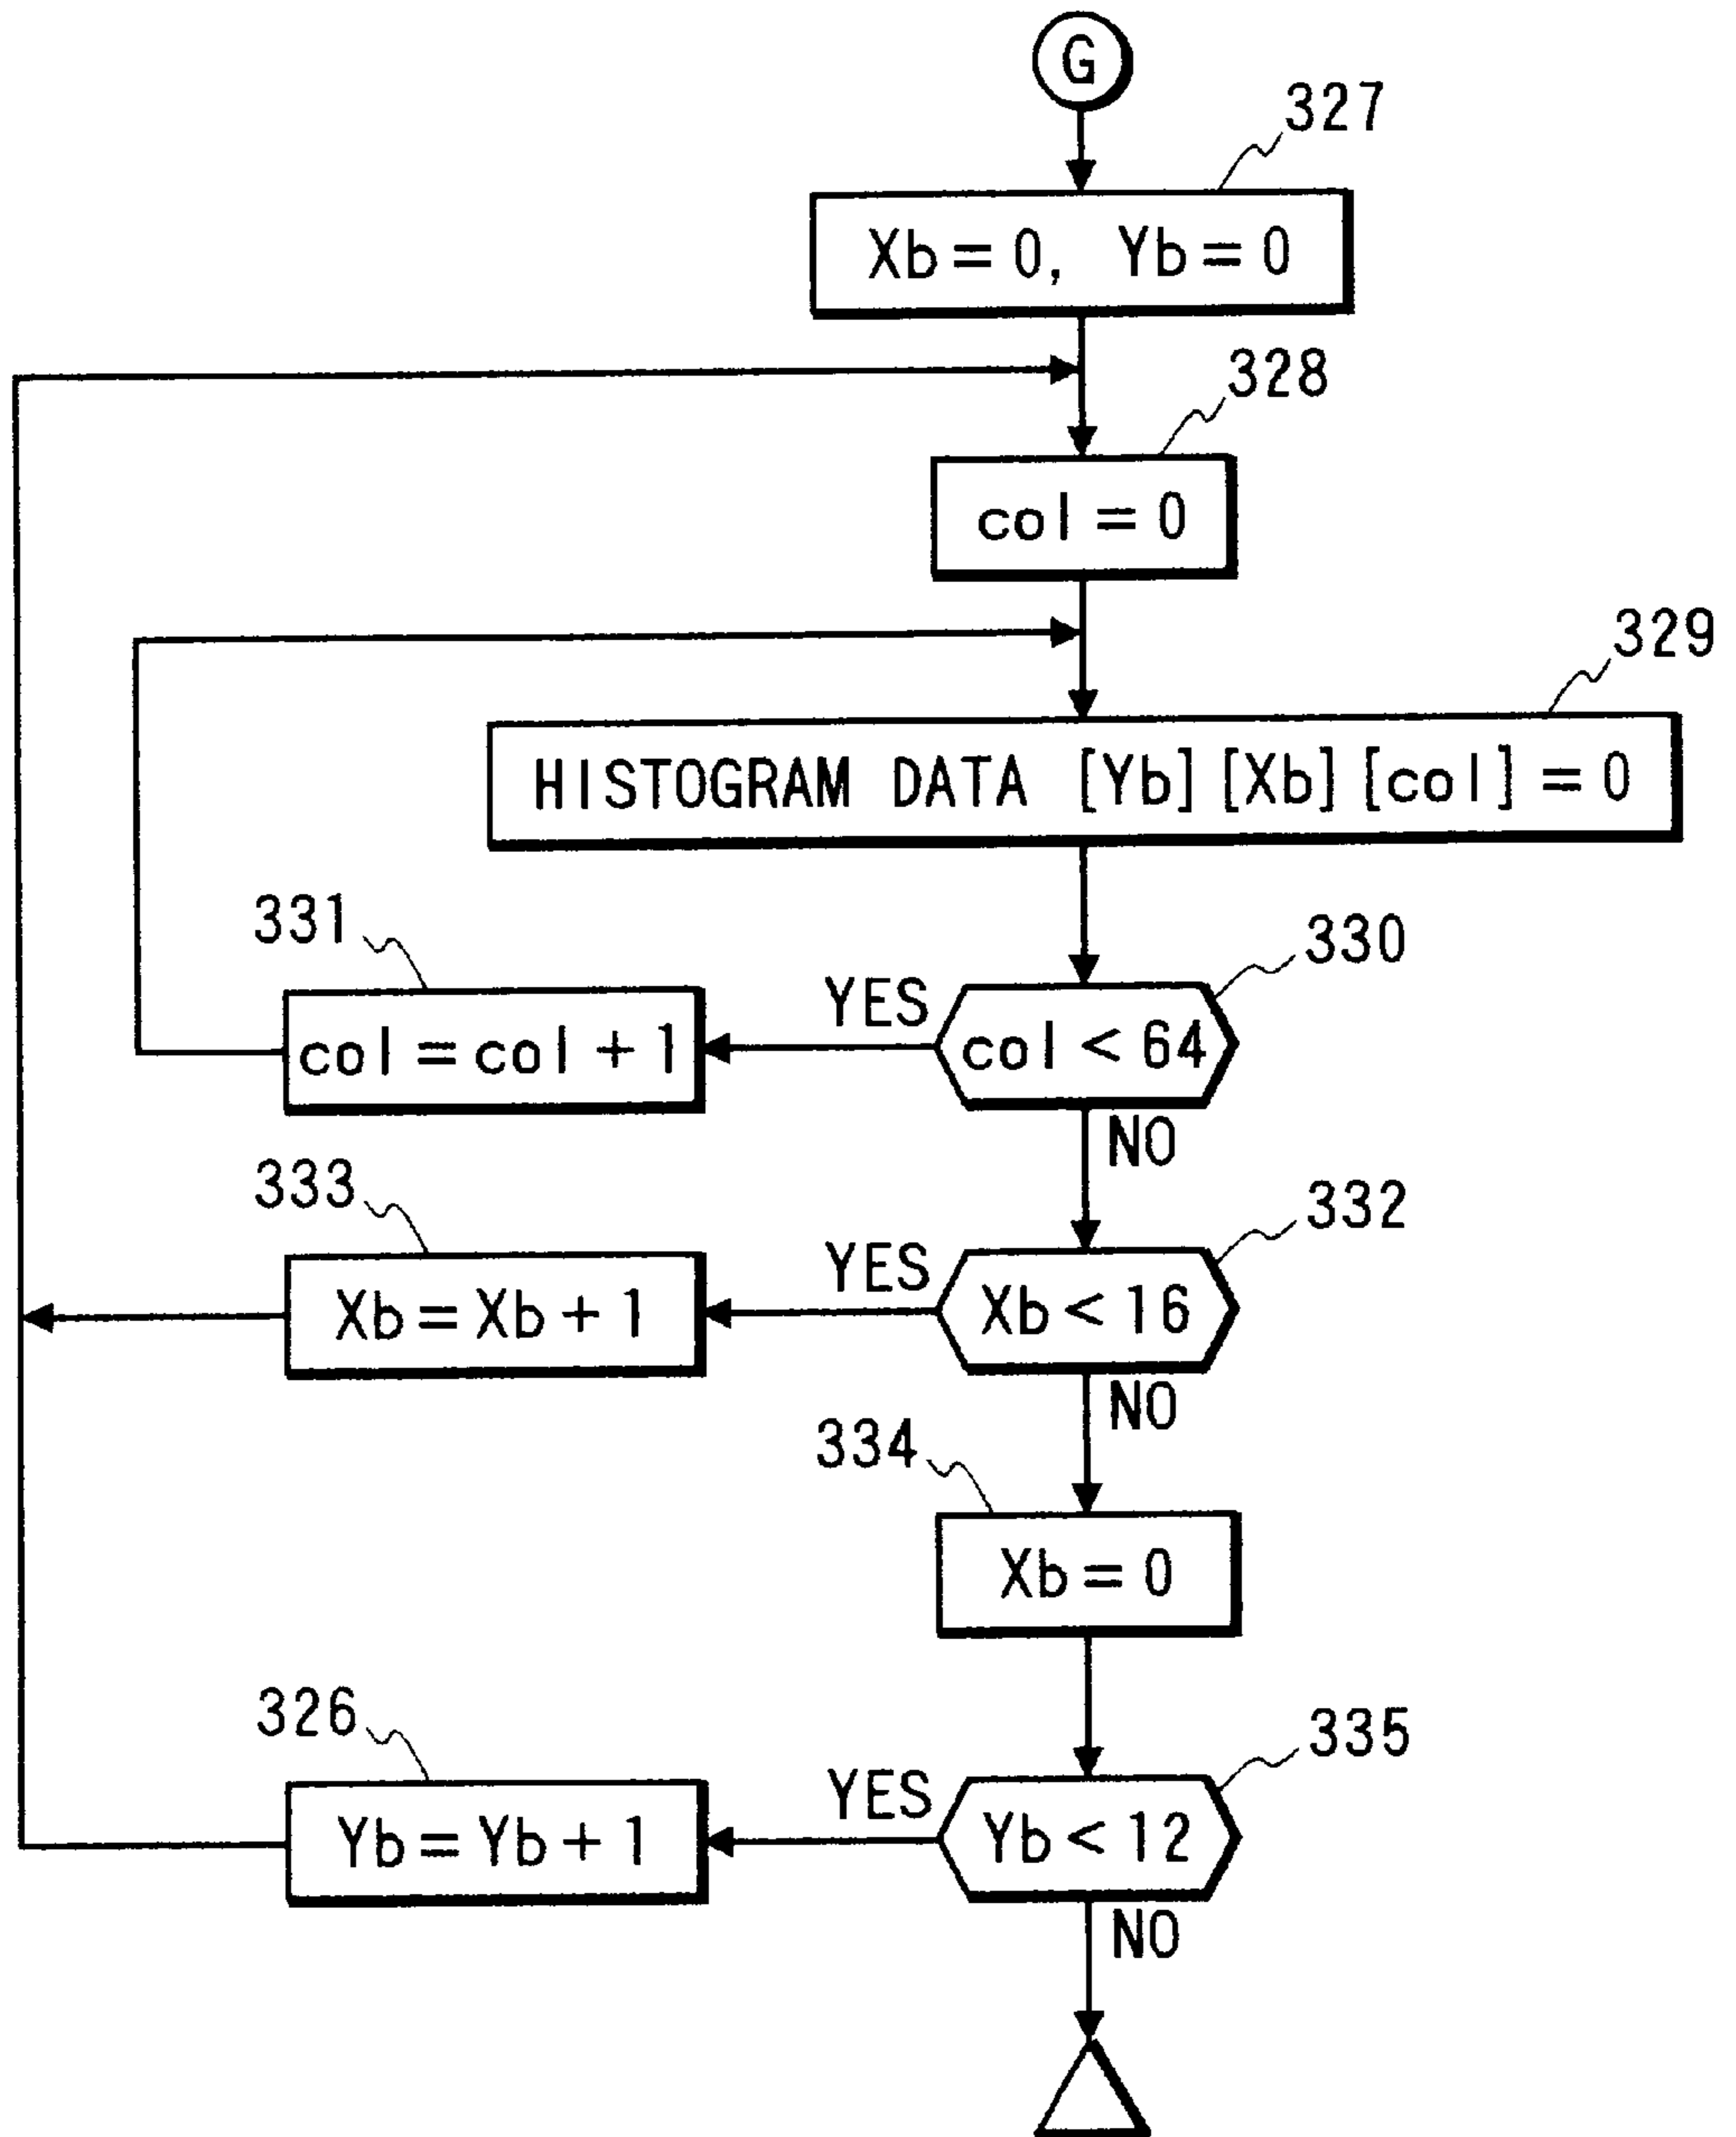 G
327
Xb = 0, Yb = 0
328
col = 0
329
HISTOGRAM DATA [Yb] [Xb] [col] = 0
331
330
YES
col = col + 1
col < 64
NO
333
332
YES
Xb = Xb + 1
Xb < 16
NO
334
Xb = 0
326
335
YES
Yb = Yb + 1
Yb < 12
NO